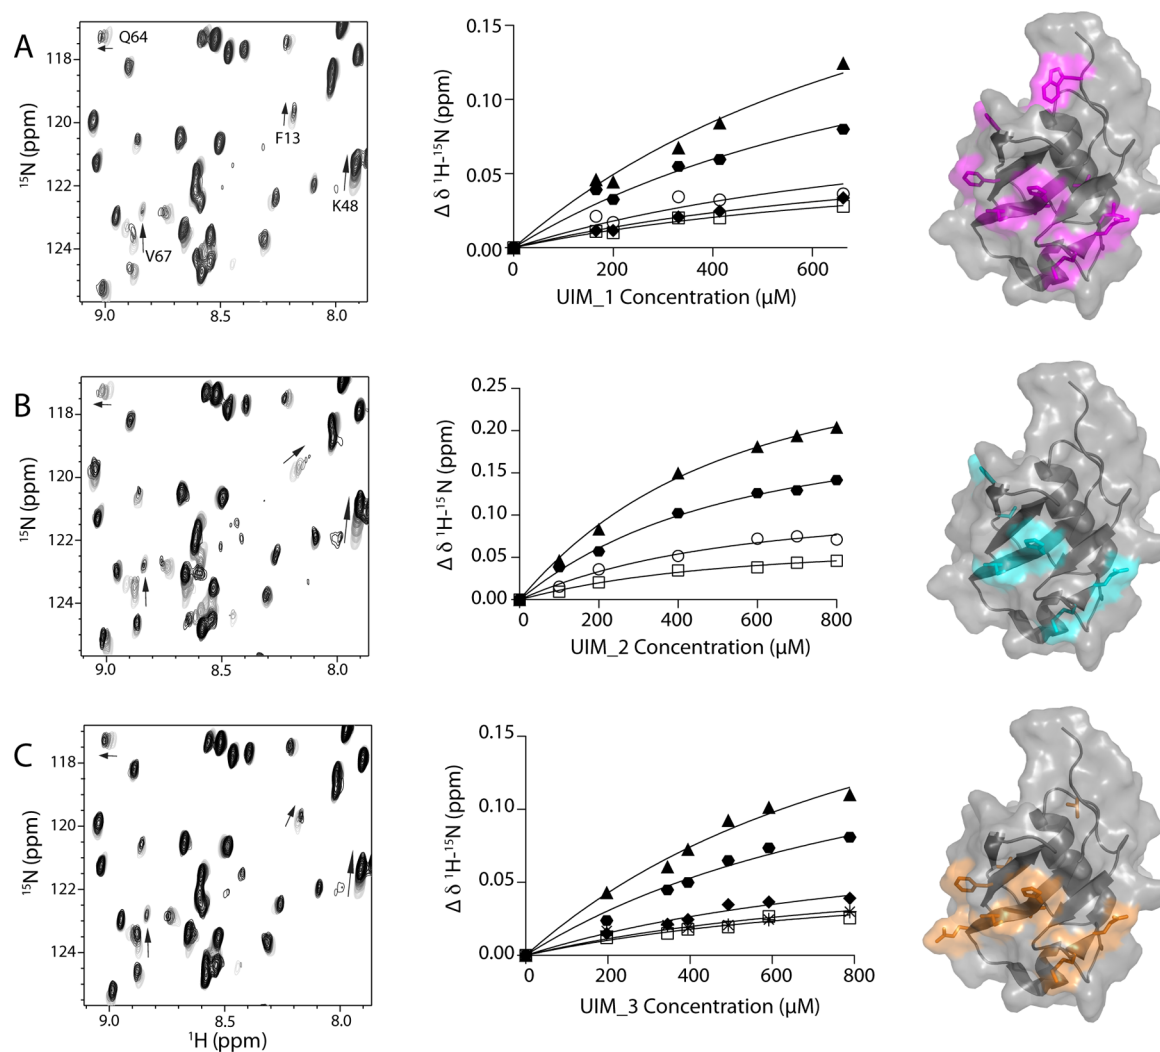 A
Q64
F13
K48
V67
118
120
122
124
¹⁵N (ppm)
9.0 8.5 8.0
0.15
0.10
0.05
0.00
Δ δ ¹H-¹⁵N (ppm)
0 200 400 600
UIM_1 Concentration (µM)
B
118
120
122
124
¹⁵N (ppm)
9.0 8.5 8.0
0.25
0.20
0.15
0.10
0.05
0.00
Δ δ ¹H-¹⁵N (ppm)
0 200 400 600 800
UIM_2 Concentration (µM)
C
118
120
122
124
¹⁵N (ppm)
9.0 8.5 8.0
¹H (ppm)
0.15
0.10
0.05
0.00
Δ δ ¹H-¹⁵N (ppm)
0 200 400 600 800
UIM_3 Concentration (µM)